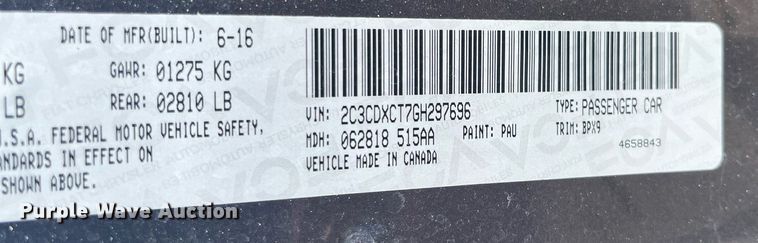 DATE OF MFR(BUILT): 6-16
KG GAWR: 01275 KG
LB REAR: 02810 LB
U.S.A. FEDERAL MOTOR VEHICLE SAFETY,
STANDARDS IN EFFECT ON
SHOWN ABOVE.
VIN: 2C3CDXCT7GH297696 TYPE: PASSENGER CAR
MDH: 062818 515AA PAINT: PAU TRIM: BPX9
VEHICLE MADE IN CANADA 4658843
Purple Wave Auction